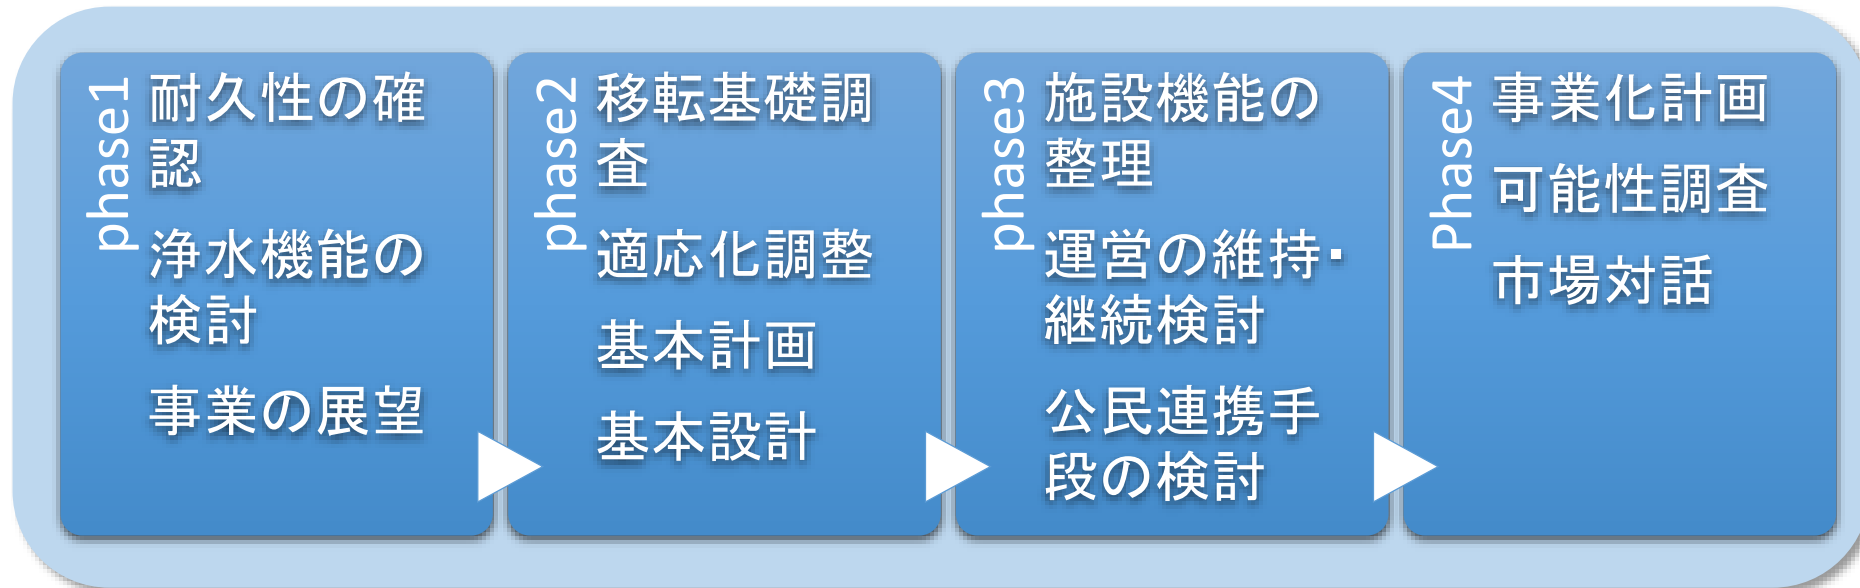 phase1
耐久性の確
認
浄水機能の
検討
事業の展望
phase2
移転基礎調
査
適応化調整
基本計画
基本設計
phase3
施設機能の
整理
運営の維持・
継続検討
公民連携手
段の検討
Phase4
事業化計画
可能性調査
市場対話